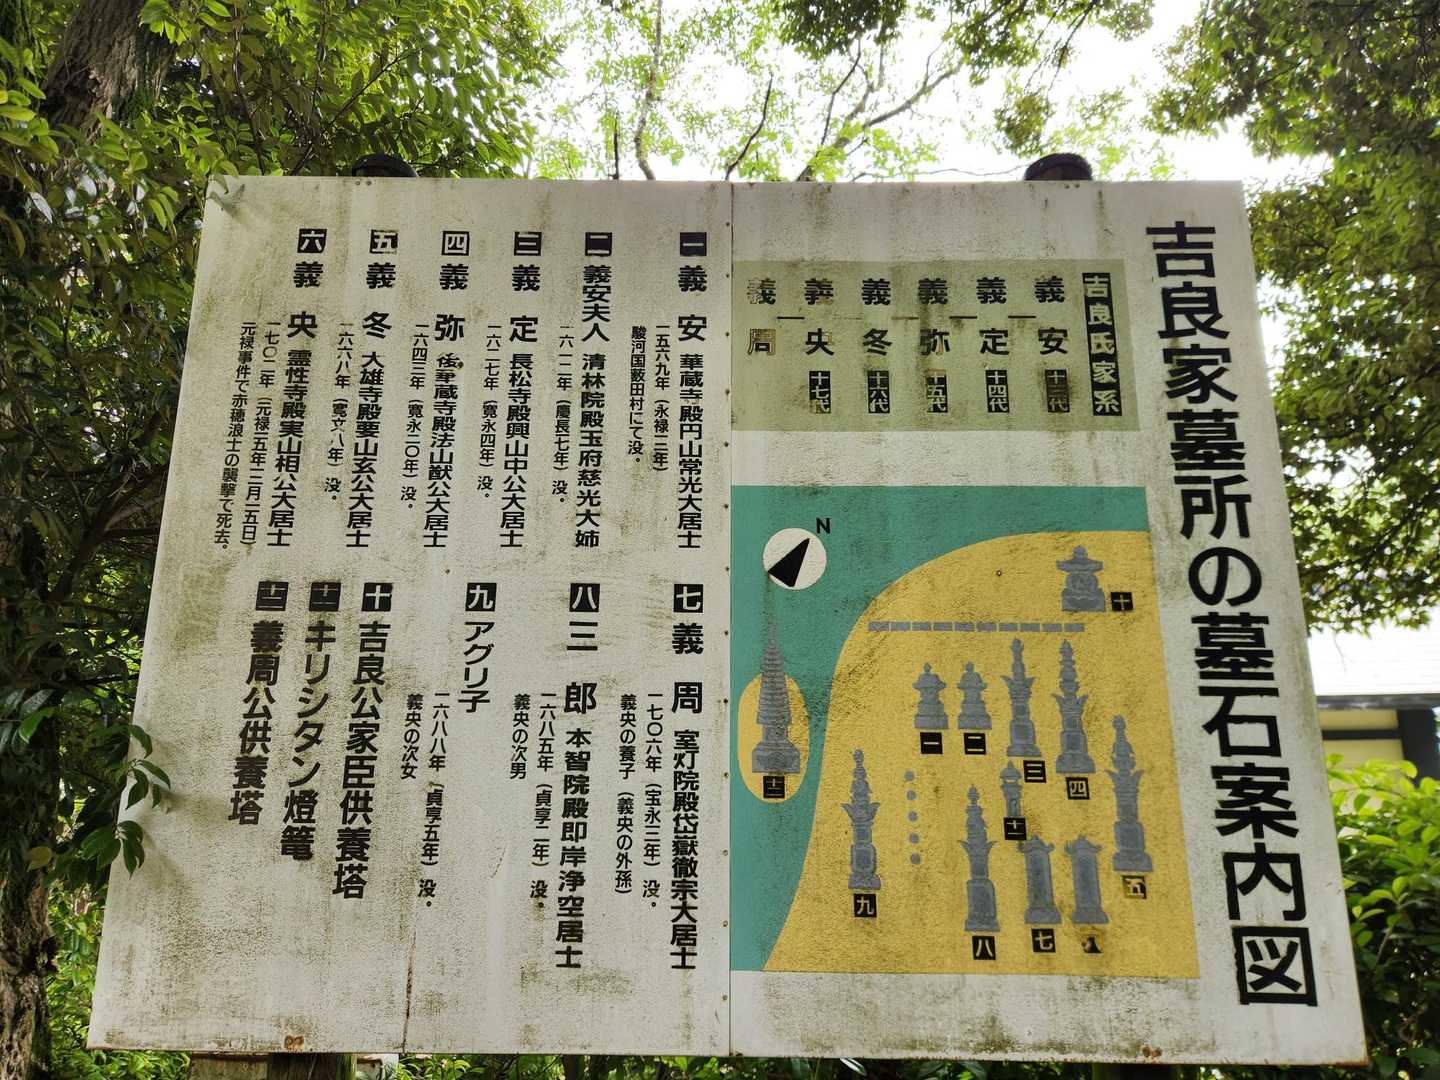 吉良家墓所の墓石案内図
吉良氏家系
義安 十三代
義定 十四代
義弥 十五代
義冬 十六代
義央 十七代
義周
N
十
一
二
三
四
五
六
七
八
九
十一
十二
一 義安 華蔵寺殿円山常光大居士
一五六九年(永禄一二年)
駿河国藪田村にて没。
二 義安夫人 清林院殿玉府慈光大姉
一六一二年(慶長七年)没。
三 義定 長松寺殿興山中公大居士
一六二七年(寛永四年)没。
四 義弥 後華蔵寺殿法山猷公大居士
一六四三年(寛永二〇年)没。
五 義冬 大雄寺殿要山玄公大居士
一六六八年(寛文八年)没。
六 義央 霊性寺殿実山相公大居士
一七〇二年(元禄一五年一二月一五日)
元禄事件で赤穂浪士の襲撃で死去。
七 義周 室灯院殿岱嶽徹宗大居士
一七〇六年(宝永三年)没。
義央の養子(義央の外孫)
八 三郎 本智院殿即岸浄空居士
一六八五年(貞享二年)没。
義央の次男
九 アグリ子
一六八八年(貞享五年)没。
義央の次女
十 吉良公家臣供養塔
十一 キリシタン燈篭
十二 義周公供養塔